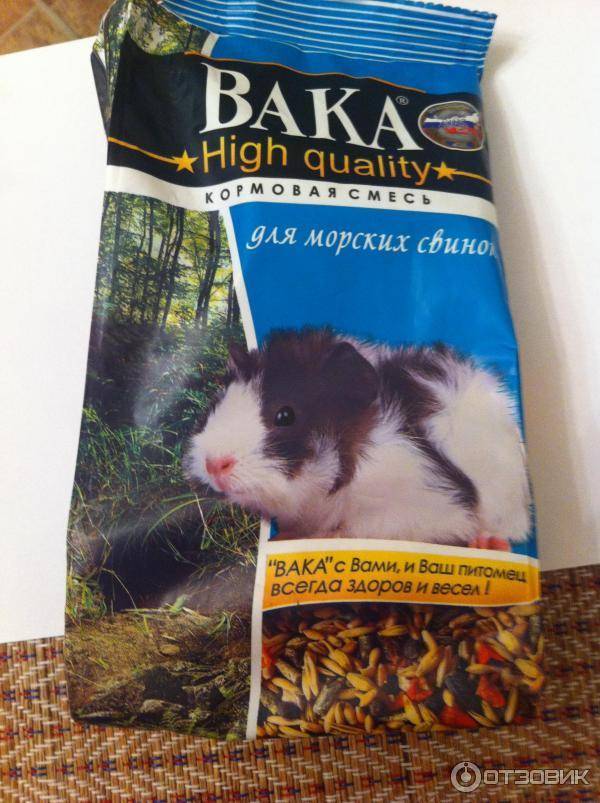 ВАКА®
High quality
КОРМОВАЯ СМЕСЬ
для морских свинок
"ВАКА" с Вами, и Ваш питомец
всегда здоров и весел!
ОТЗОВИК